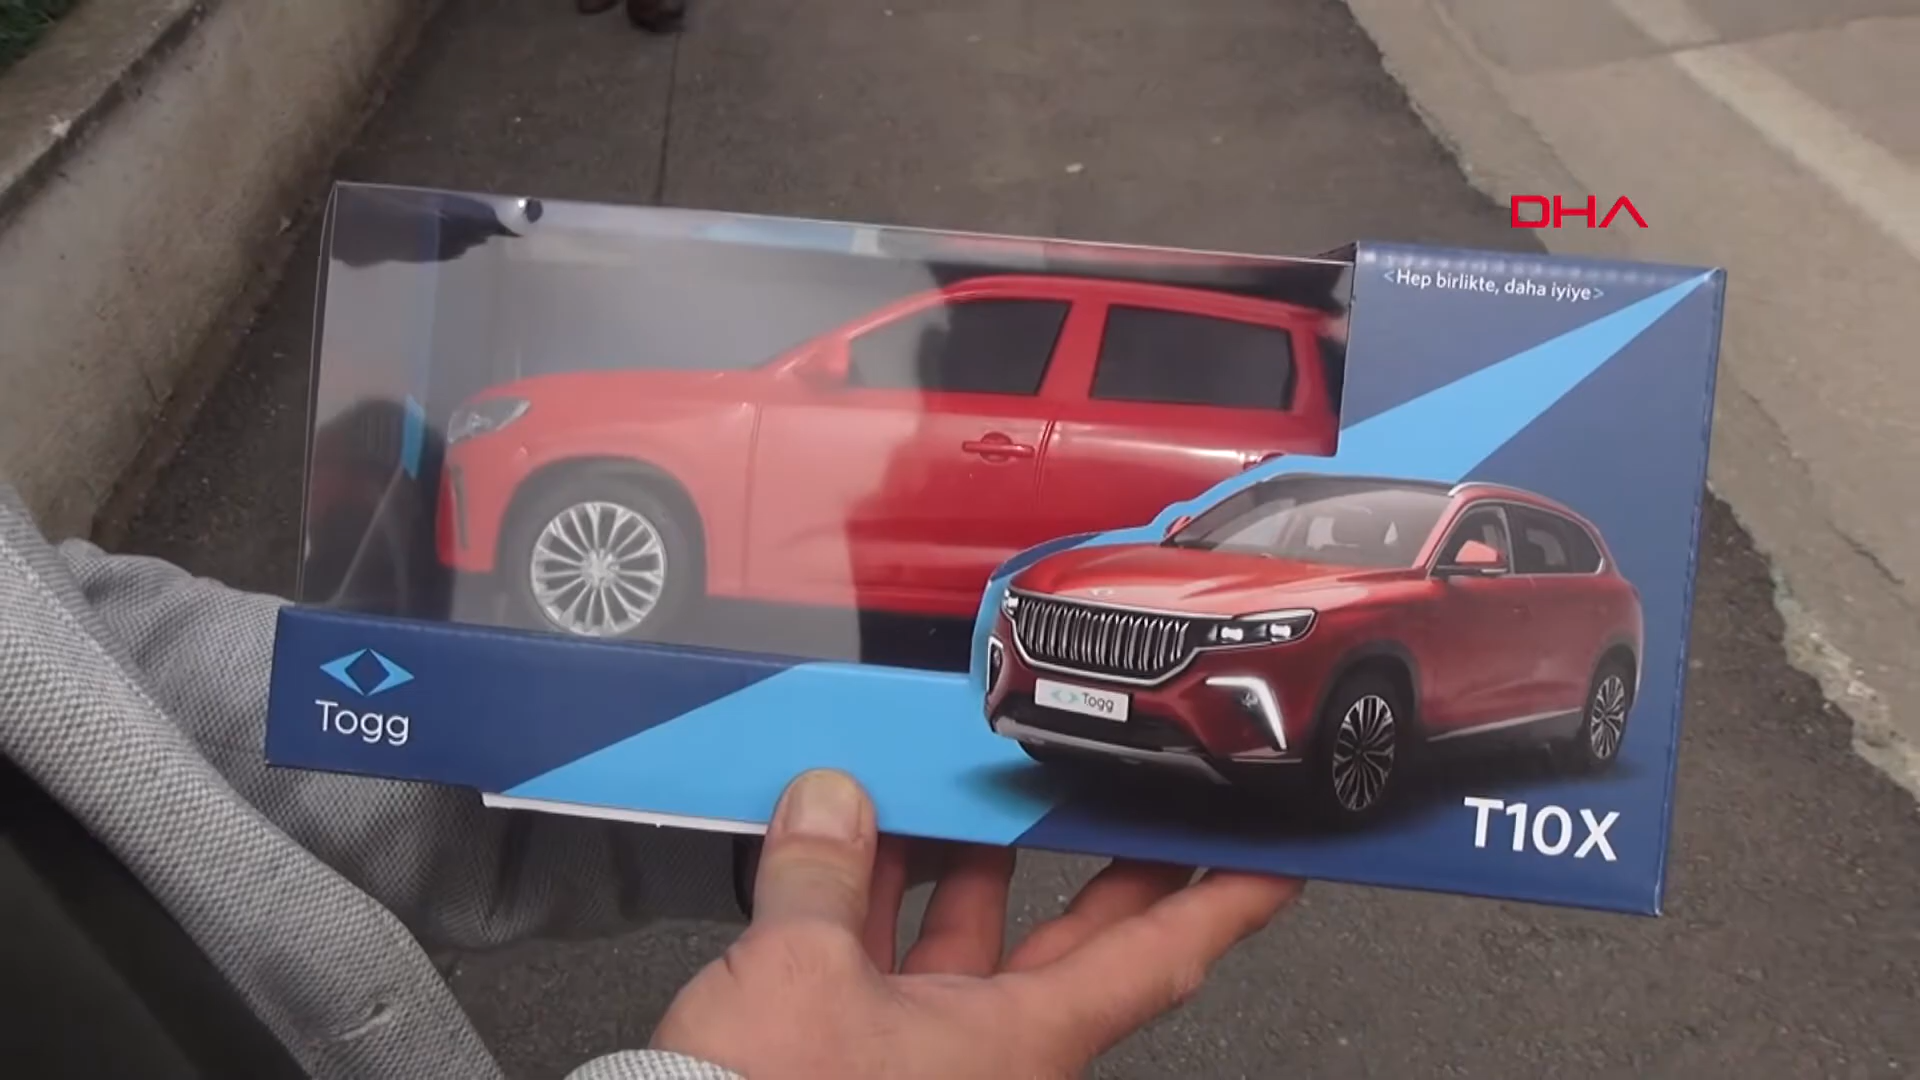 DHA
<Hep birlikte, daha iyiye>
Togg
Togg
T10X